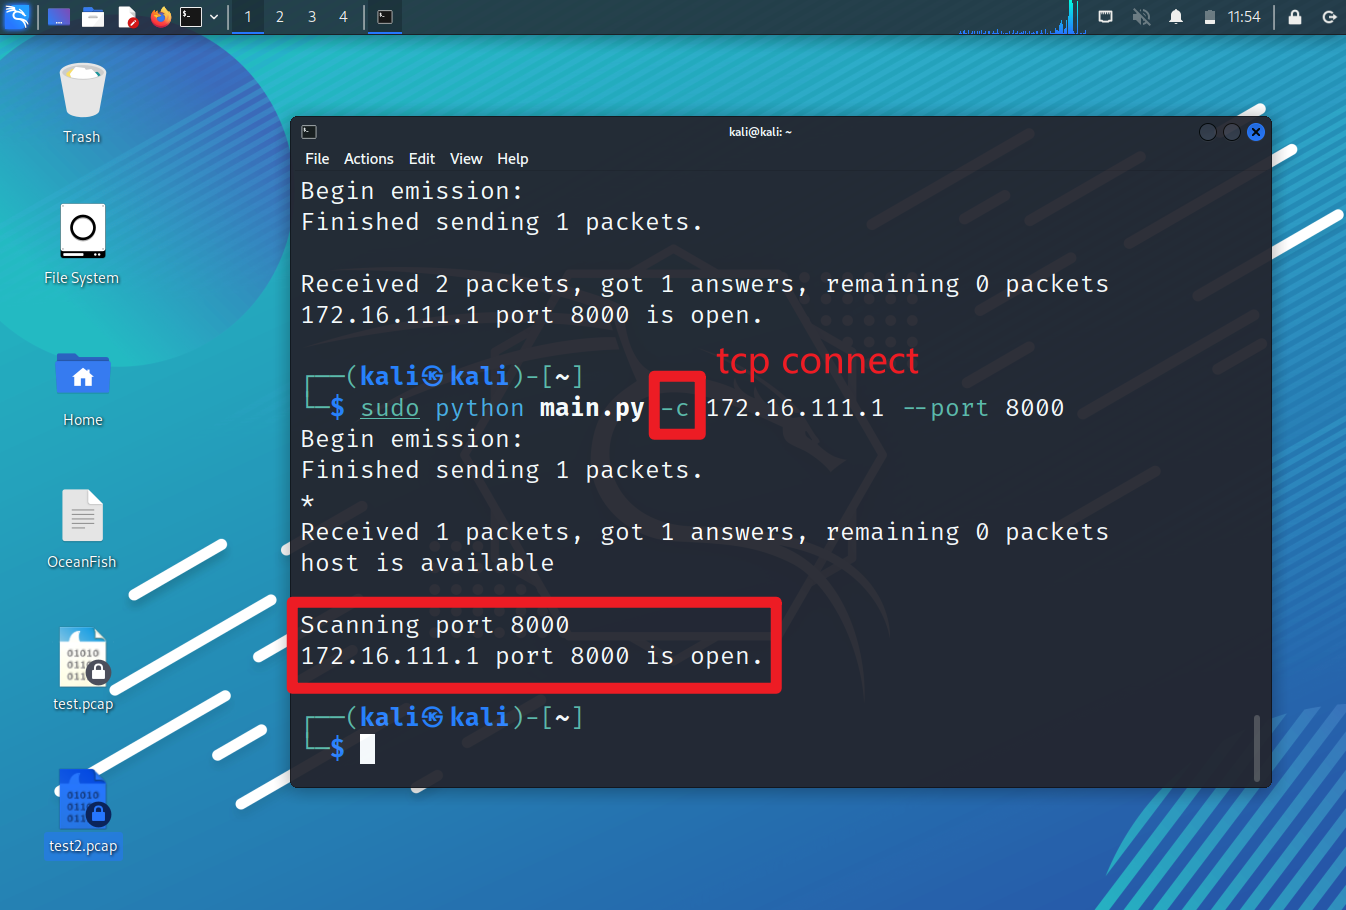 1 2 3 4
11:54
Trash
File System
Home
OceanFish
01010
test.pcap
01010
test2.pcap
kali@kali: ~
File Actions Edit View Help
Begin emission:
Finished sending 1 packets.
Received 2 packets, got 1 answers, remaining 0 packets
172.16.111.1 port 8000 is open.
tcp connect
┌──(kali㉿kali)-[~]
└─$ sudo python main.py -c 172.16.111.1 --port 8000
Begin emission:
Finished sending 1 packets.
*
Received 1 packets, got 1 answers, remaining 0 packets
host is available
Scanning port 8000
172.16.111.1 port 8000 is open.
┌──(kali㉿kali)-[~]
└─$